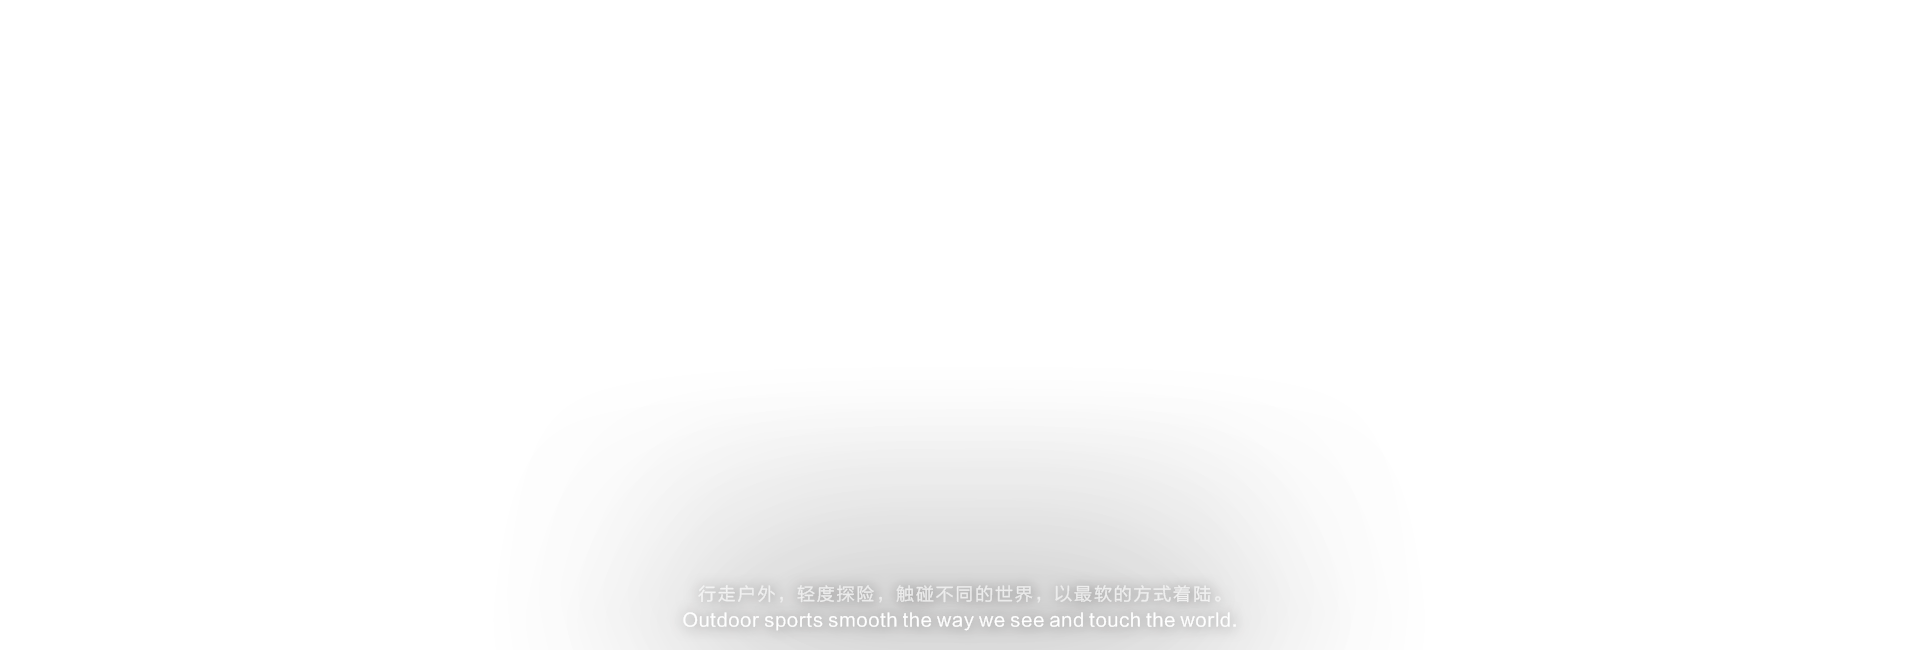 行走户外，轻度探险，触碰不同的世界，以最软的方式着陆。
Outdoor sports smooth the way we see and touch the world.